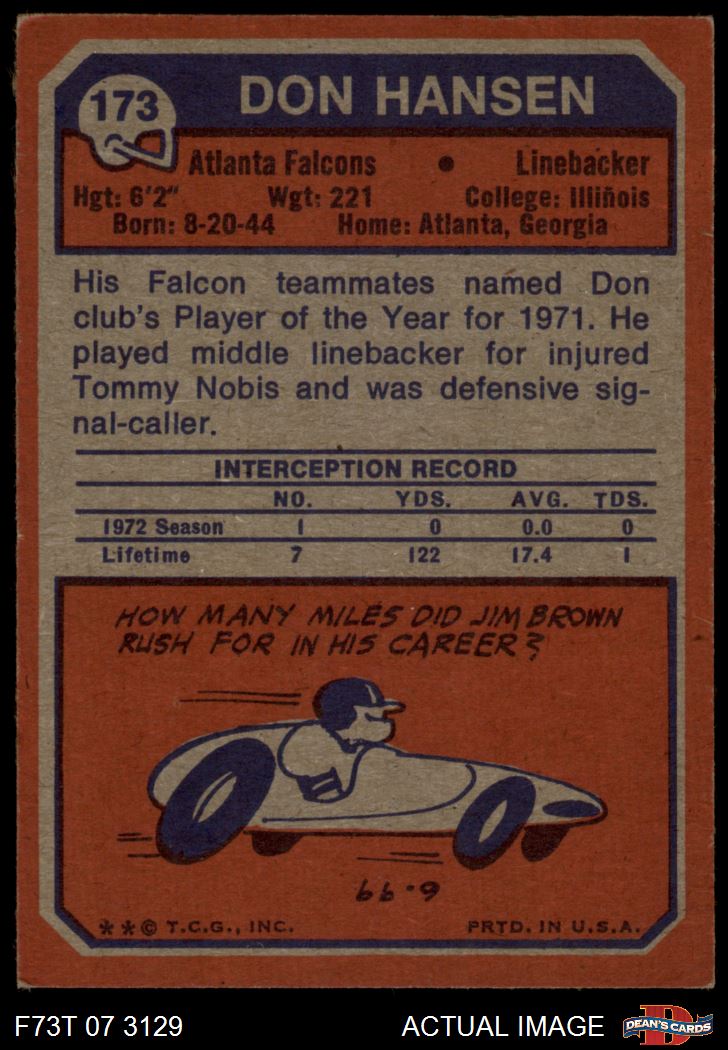 173
DON HANSEN
Atlanta Falcons • Linebacker
Hgt: 6'2" Wgt: 221 College: Illinois
Born: 8-20-44 Home: Atlanta, Georgia
His Falcon teammates named Don
club's Player of the Year for 1971. He
played middle linebacker for injured
Tommy Nobis and was defensive sig-
nal-caller.
INTERCEPTION RECORD
NO. YDS. AVG. TDS.
1972 Season 1 0 0.0 0
Lifetime 7 122 17.4 1
HOW MANY MILES DID JIM BROWN
RUSH FOR IN HIS CAREER?
6·99
**© T.C.G., INC. PRTD. IN U.S.A.
F73T 07 3129 ACTUAL IMAGE
D
DEAN'S CARDS